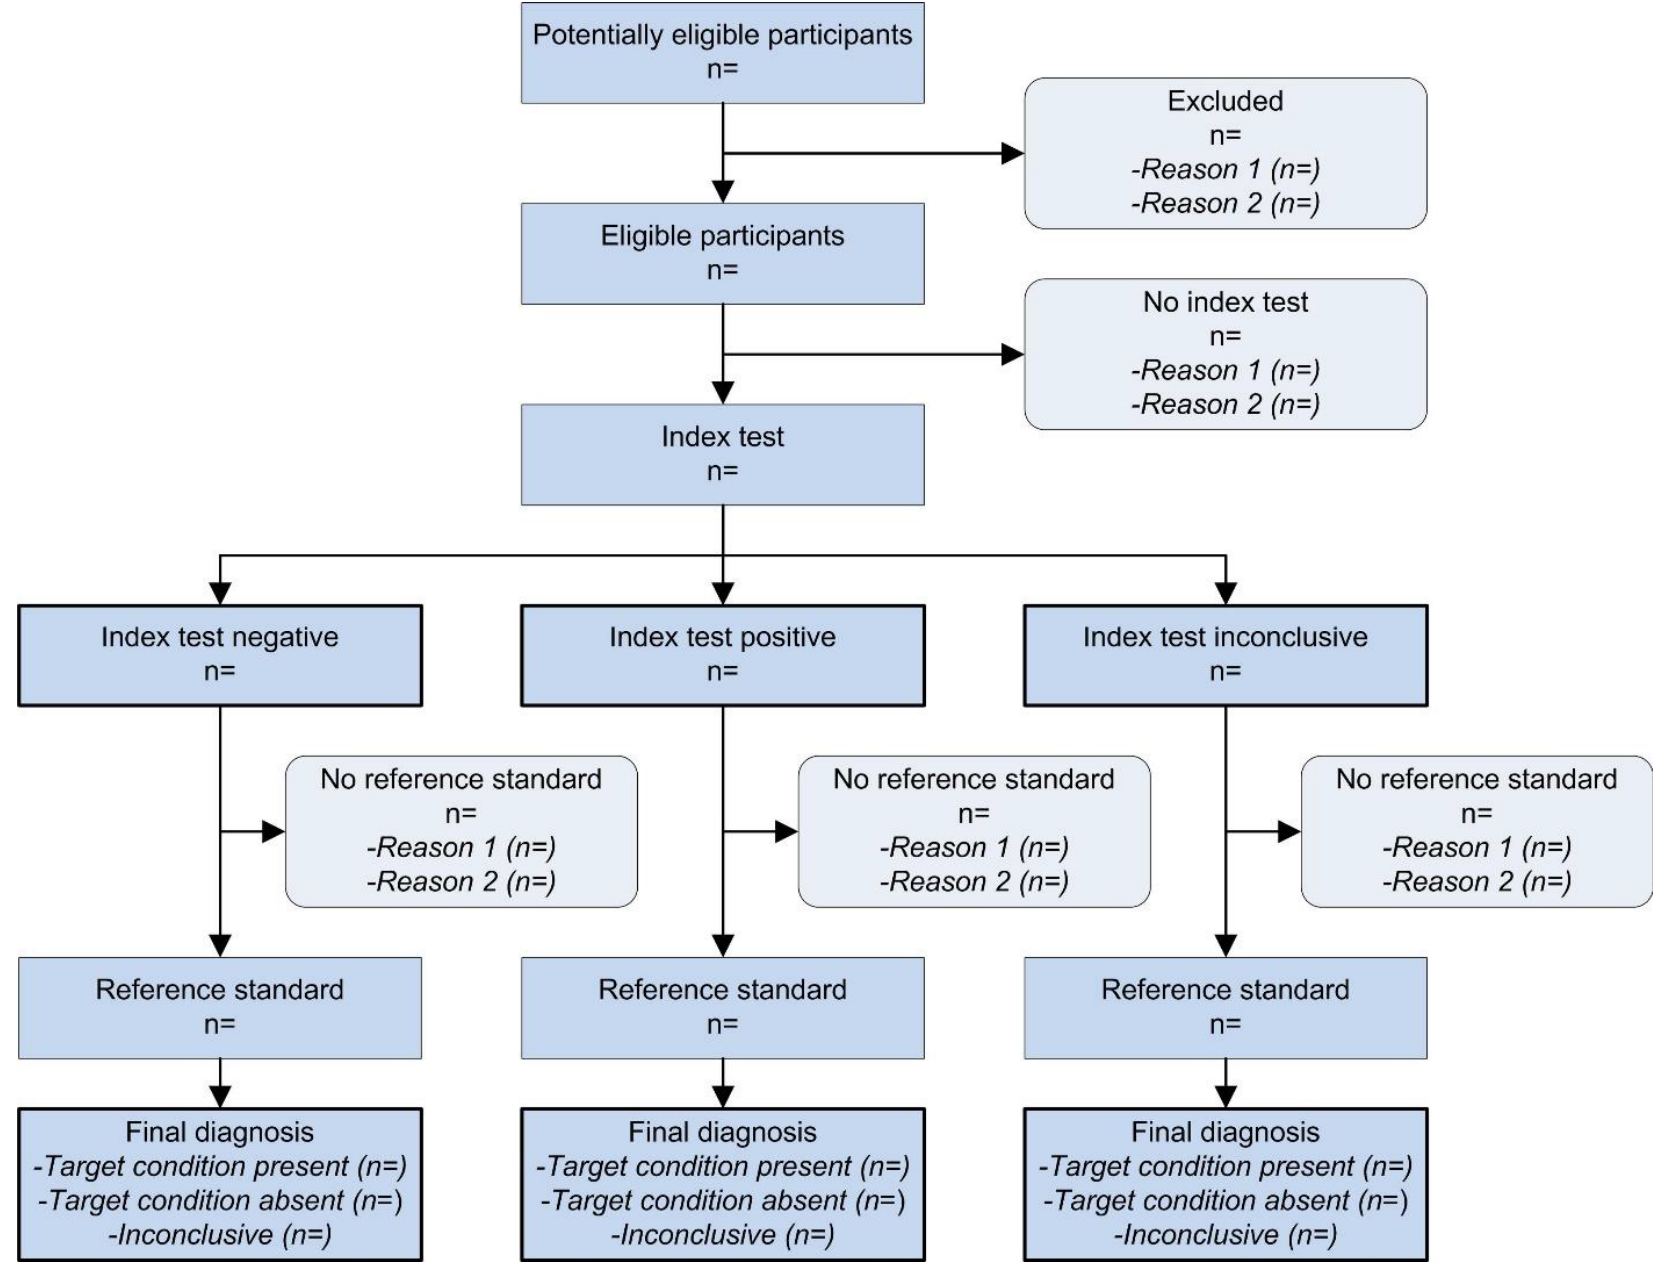 Potentially eligible participants
n=
Excluded
n=
-Reason 1 (n=)
-Reason 2 (n=)
Eligible participants
n=
No index test
n=
-Reason 1 (n=)
-Reason 2 (n=)
Index test
n=
Index test negative
n=
Index test positive
n=
Index test inconclusive
n=
No reference standard
n=
-Reason 1 (n=)
-Reason 2 (n=)
No reference standard
n=
-Reason 1 (n=)
-Reason 2 (n=)
No reference standard
n=
-Reason 1 (n=)
-Reason 2 (n=)
Reference standard
n=
Reference standard
n=
Reference standard
n=
Final diagnosis
-Target condition present (n=)
-Target condition absent (n=)
-Inconclusive (n=)
Final diagnosis
-Target condition present (n=)
-Target condition absent (n=)
-Inconclusive (n=)
Final diagnosis
-Target condition present (n=)
-Target condition absent (n=)
-Inconclusive (n=)